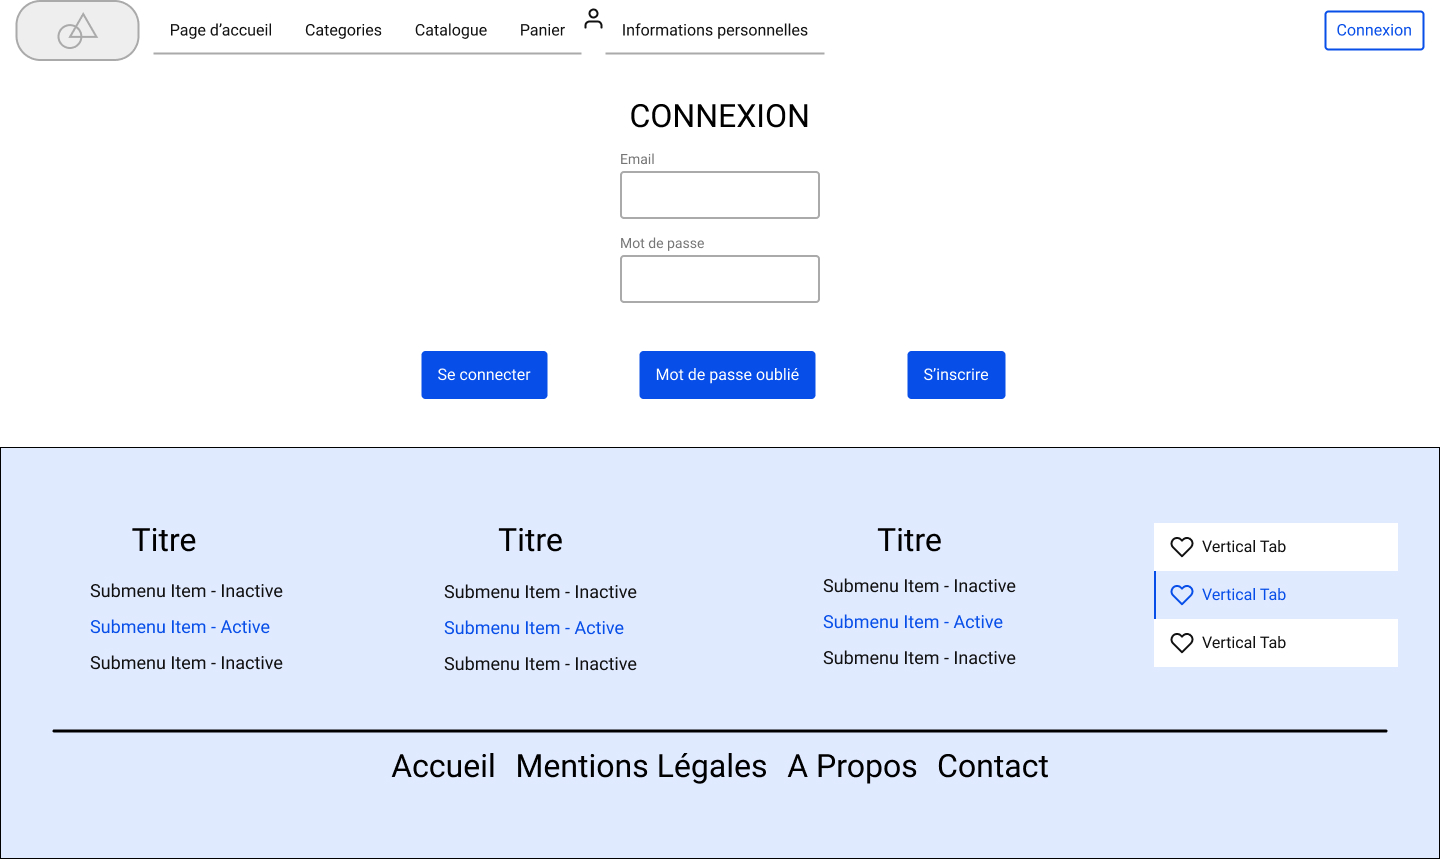 Page d’accueil Categories Catalogue Panier Informations personnelles Connexion
CONNEXION
Email
Mot de passe
Se connecter Mot de passe oublié S’inscrire
Titre
Submenu Item - Inactive
Submenu Item - Active
Submenu Item - Inactive
Titre
Submenu Item - Inactive
Submenu Item - Active
Submenu Item - Inactive
Titre
Submenu Item - Inactive
Submenu Item - Active
Submenu Item - Inactive
Vertical Tab
Vertical Tab
Vertical Tab
Accueil Mentions Légales A Propos Contact